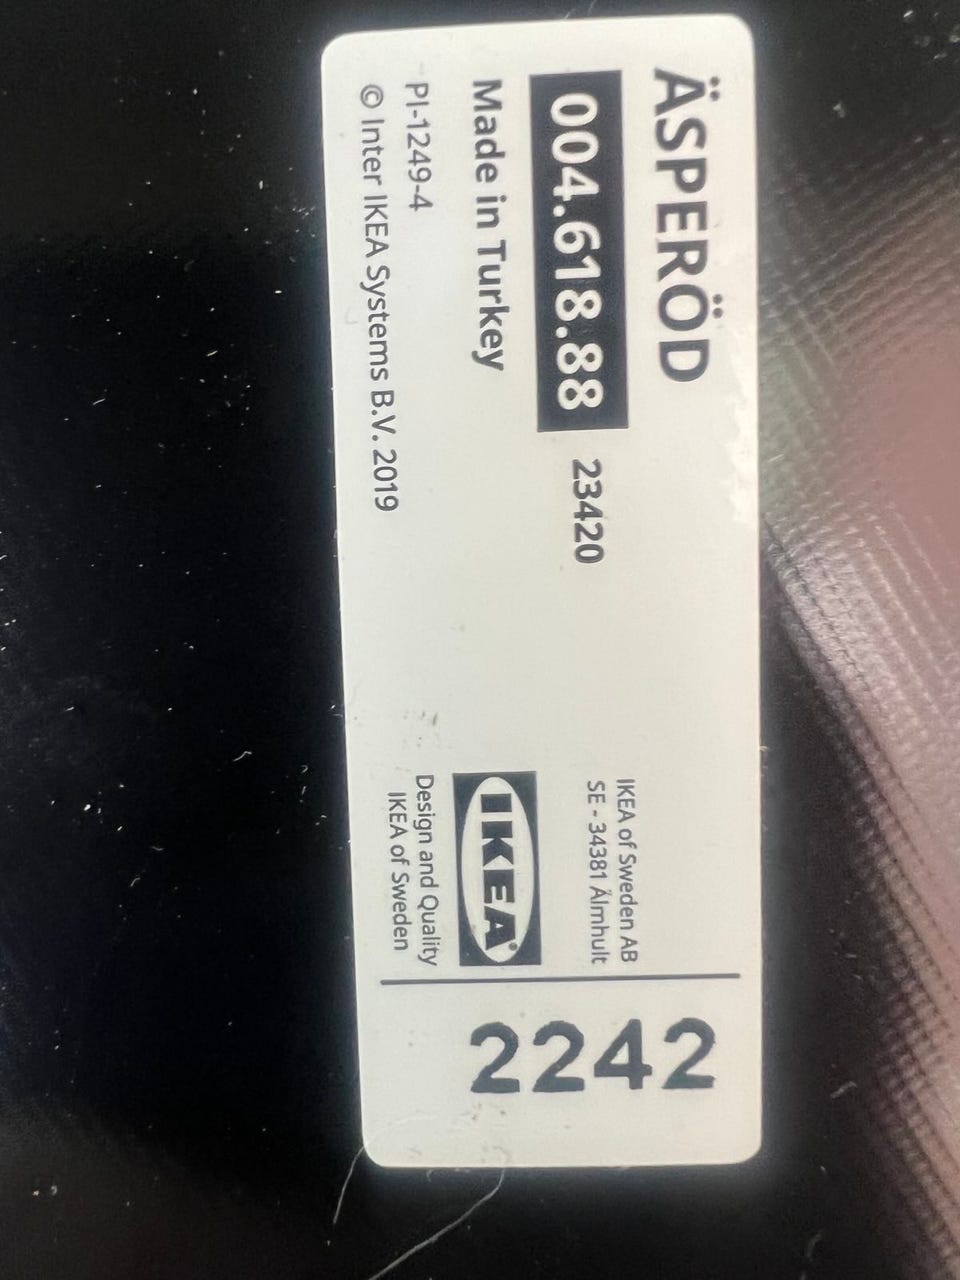 ÄSPERÖD
004.618.88 23420
Made in Turkey
PI-1249-4
© Inter IKEA Systems B.V. 2019
IKEA of Sweden AB
SE - 34381 Älmhult
IKEA®
Design and Quality
IKEA of Sweden
2242